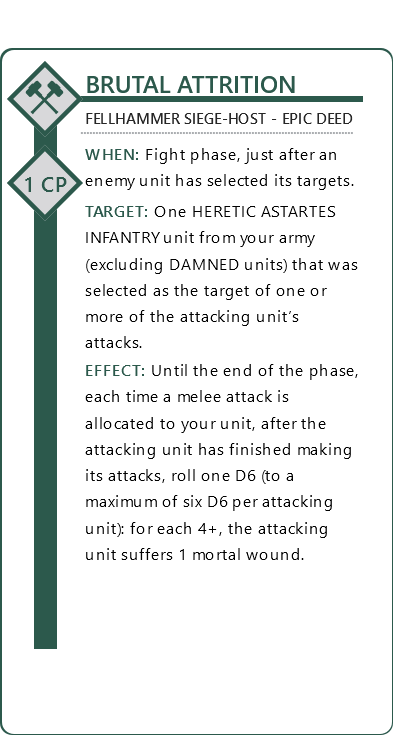 BRUTAL ATTRITION
FELLHAMMER SIEGE-HOST - EPIC DEED
WHEN: Fight phase, just after an
enemy unit has selected its targets.
1 CP
TARGET: One HERETIC ASTARTES
INFANTRY unit from your army
(excluding DAMNED units) that was
selected as the target of one or
more of the attacking unit's
attacks.
EFFECT: Until the end of the phase,
each time a melee attack is
allocated to your unit, after the
attacking unit has finished making
its attacks, roll one D6 (to a
maximum of six D6 per attacking
unit): for each 4+, the attacking
unit suffers 1 mortal wound.